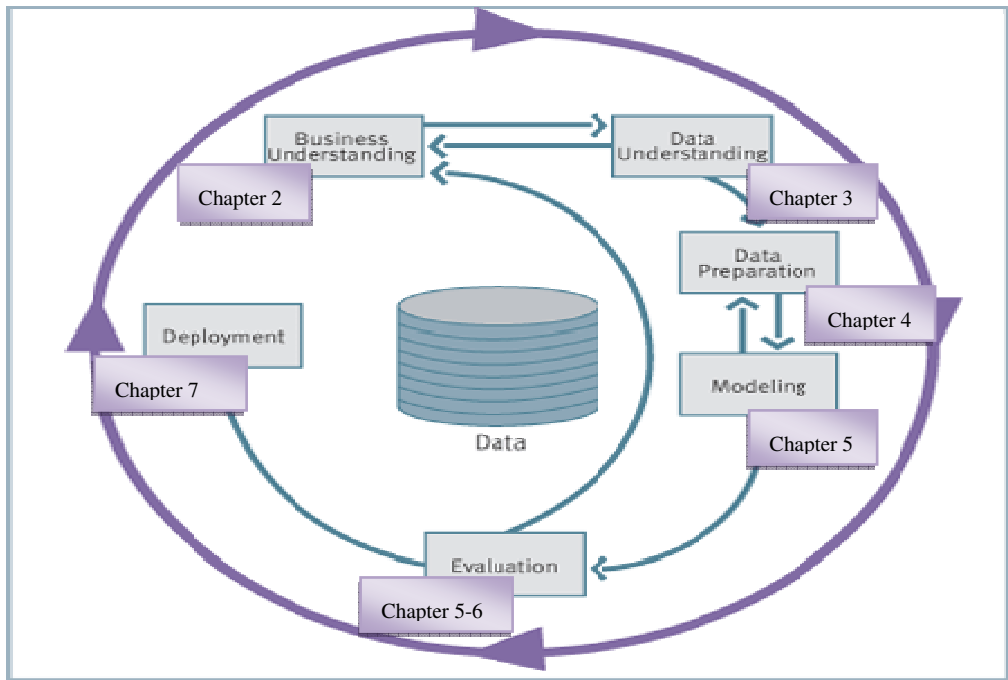 Business
Understanding
Chapter 2
Data
Understanding
Chapter 3
Data
Preparation
Chapter 4
Modeling
Chapter 5
Evaluation
Chapter 5-6
Deployment
Chapter 7
Data